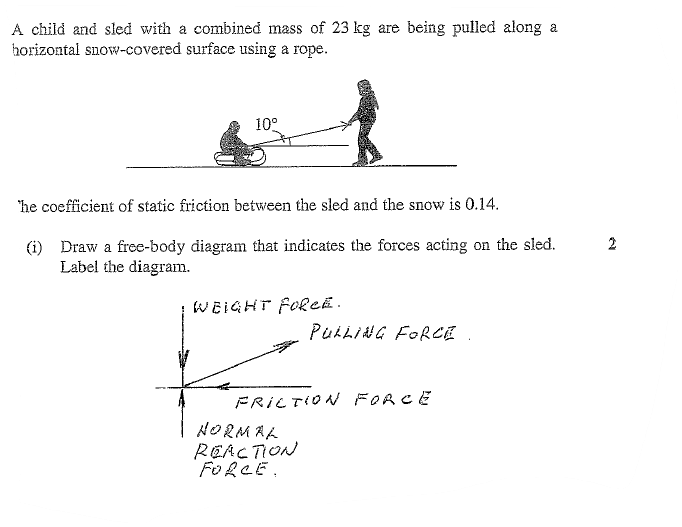 A child and sled with a combined mass of 23 kg are being pulled along a
horizontal snow-covered surface using a rope.
10°
'he coefficient of static friction between the sled and the snow is 0.14.
(i) Draw a free-body diagram that indicates the forces acting on the sled. 2
Label the diagram.
WEIGHT FORCE.
PULLING FORCE.
FRICTION FORCE
NORMAL
REACTION
FORCE.